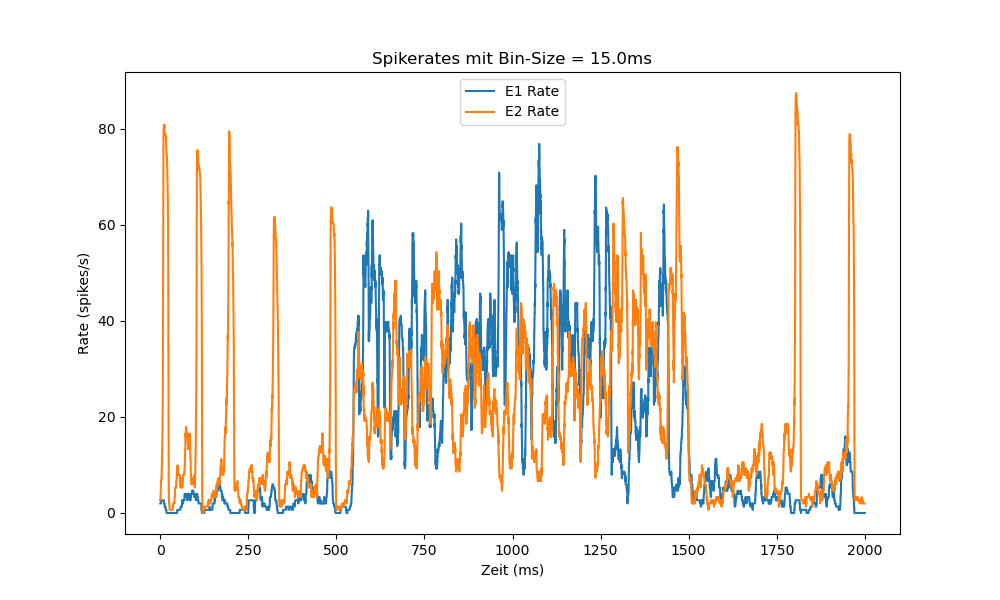 Spikerates mit Bin-Size = 15.0ms
E1 Rate
E2 Rate
Rate (spikes/s)
80
60
40
20
0
0 250 500 750 1000 1250 1500 1750 2000
Zeit (ms)